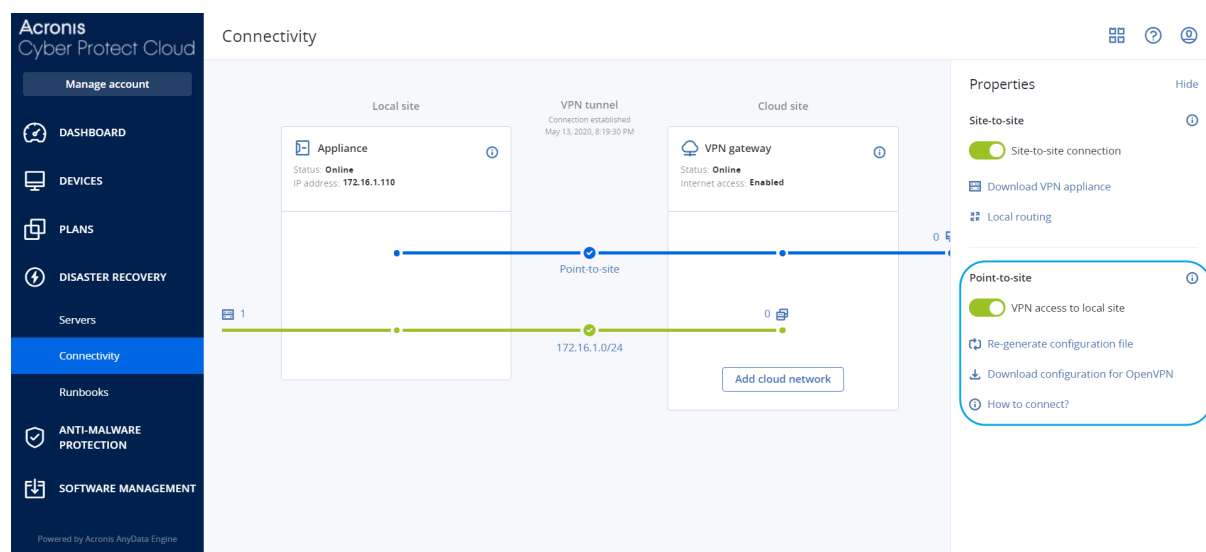 Acronis
Cyber Protect Cloud
Manage account
DASHBOARD
DEVICES
PLANS
DISASTER RECOVERY
Servers
Connectivity
Runbooks
ANTI-MALWARE
PROTECTION
SOFTWARE MANAGEMENT
Powered by Acronis AnyData Engine
Connectivity
Local site
VPN tunnel
Connection established
May 13, 2020, 8:19:30 PM
Cloud site
Appliance
Status: Online
IP address: 172.16.1.110
VPN gateway
Status: Online
Internet access: Enabled
0
Point-to-site
1
0
172.16.1.0/24
Add cloud network
Properties
Hide
Site-to-site
Site-to-site connection
Download VPN appliance
Local routing
Point-to-site
VPN access to local site
Re-generate configuration file
Download configuration for OpenVPN
How to connect?